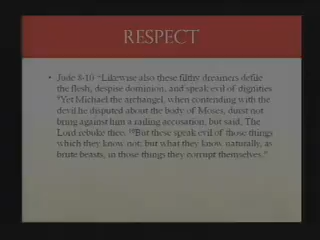 RESPECT
• Jude 8-10 "Likewise also these filthy dreamers defile
the flesh, despise dominion, and speak evil of dignities
⁹Yet Michael the archangel, when contending with the
devil he disputed about the body of Moses, durst not
bring against him a railing accusation, but said, The
Lord rebuke thee. ¹⁰But these speak evil of those things
which they know not: but what they know naturally, as
brute beasts, in those things they corrupt themselves."